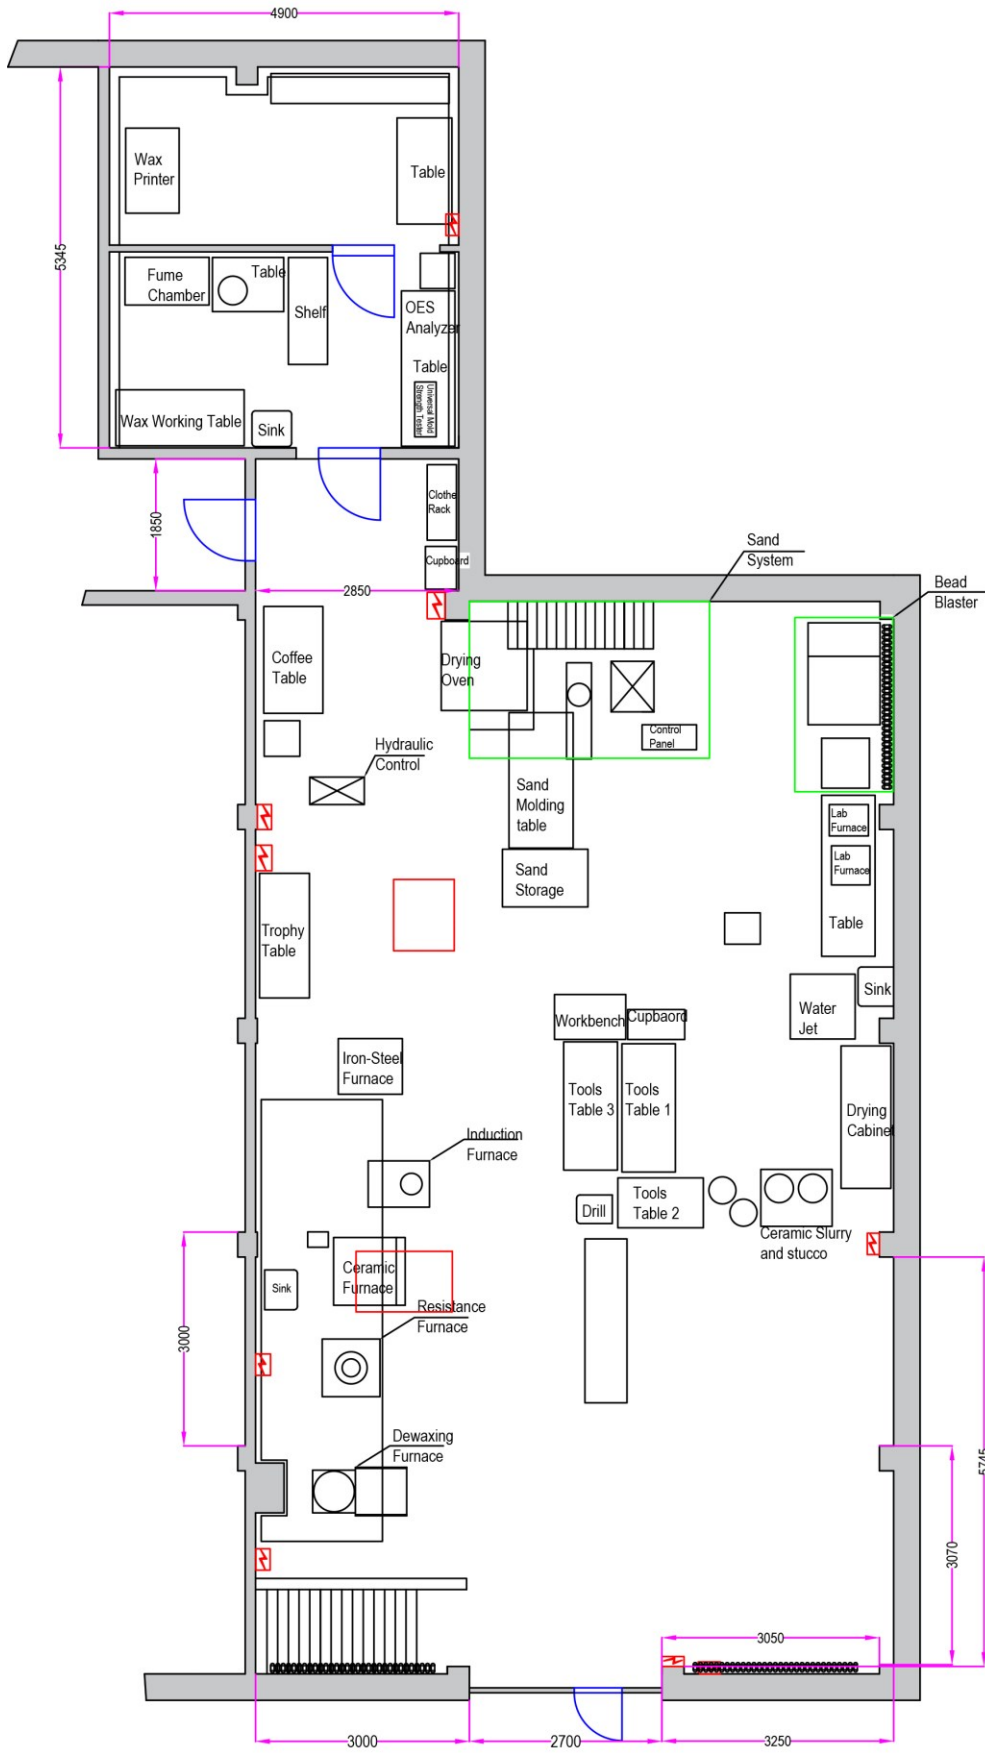 4900
Wax
Printer
Table
5345
Fume
Chamber
Table
Shelf
OES
Analyzer
Table
Universal Mold
Strength Tester
Wax Working Table
Sink
1850
Clothe
Rack
Cupboard
2850
Sand
System
Bead
Blaster
Coffee
Table
Drying
Oven
Control
Panel
Hydraulic
Control
Sand
Molding
table
Sand
Storage
Lab
Furnace
Lab
Furnace
Table
Trophy
Table
Sink
Water
Jet
Workbench
Cupbaord
Iron-Steel
Furnace
Tools
Table 3
Tools
Table 1
Drying
Cabinet
Induction
Furnace
Drill
Tools
Table 2
Ceramic Slurry
and stucco
Ceramic
Furnace
Sink
Resistance
Furnace
3000
Dewaxing
Furnace
5745
3070
3050
3000
2700
3250